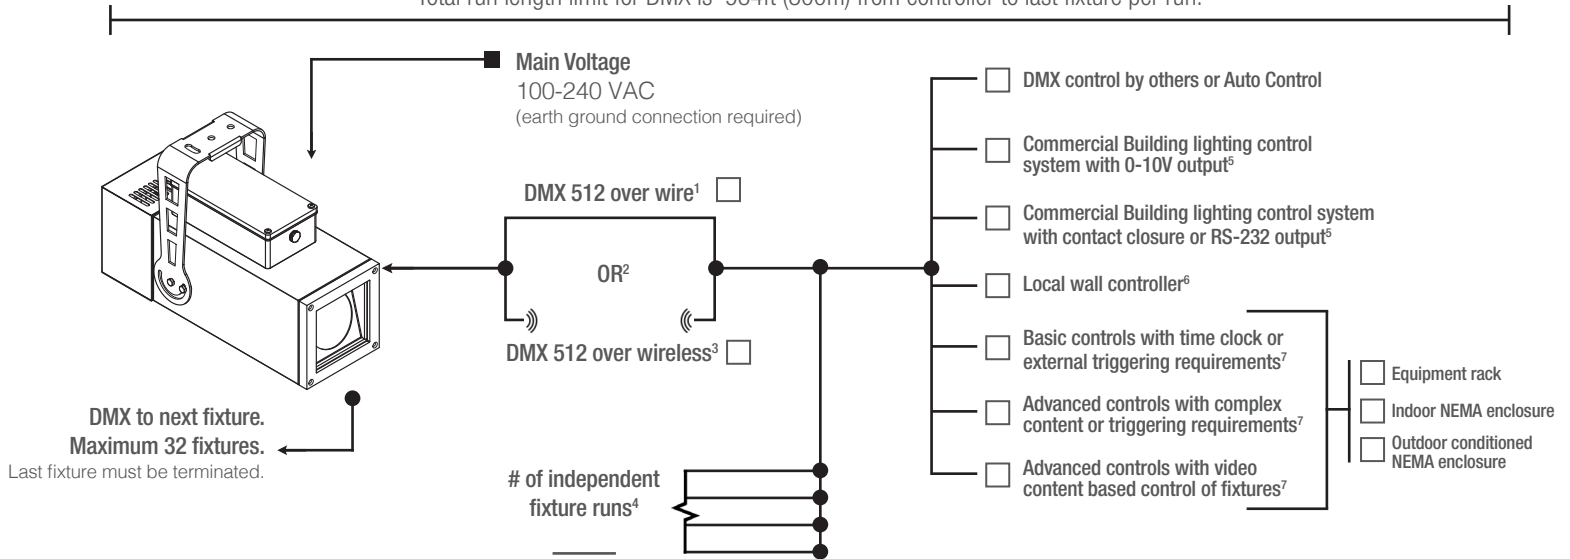 Total run length limit for DMX is 984ft (300m) from controller to last fixture per run.
Main Voltage
100-240 VAC
(earth ground connection required)
DMX 512 over wire¹
OR²
DMX 512 over wireless³
DMX to next fixture.
Maximum 32 fixtures.
Last fixture must be terminated.
# of independent
fixture runs⁴
DMX control by others or Auto Control
Commercial Building lighting control
system with 0-10V output⁵
Commercial Building lighting control system
with contact closure or RS-232 output⁵
Local wall controller⁶
Basic controls with time clock or
external triggering requirements⁷
Advanced controls with complex
content or triggering requirements⁷
Advanced controls with video
content based control of fixtures⁷
Equipment rack
Indoor NEMA enclosure
Outdoor conditioned
NEMA enclosure